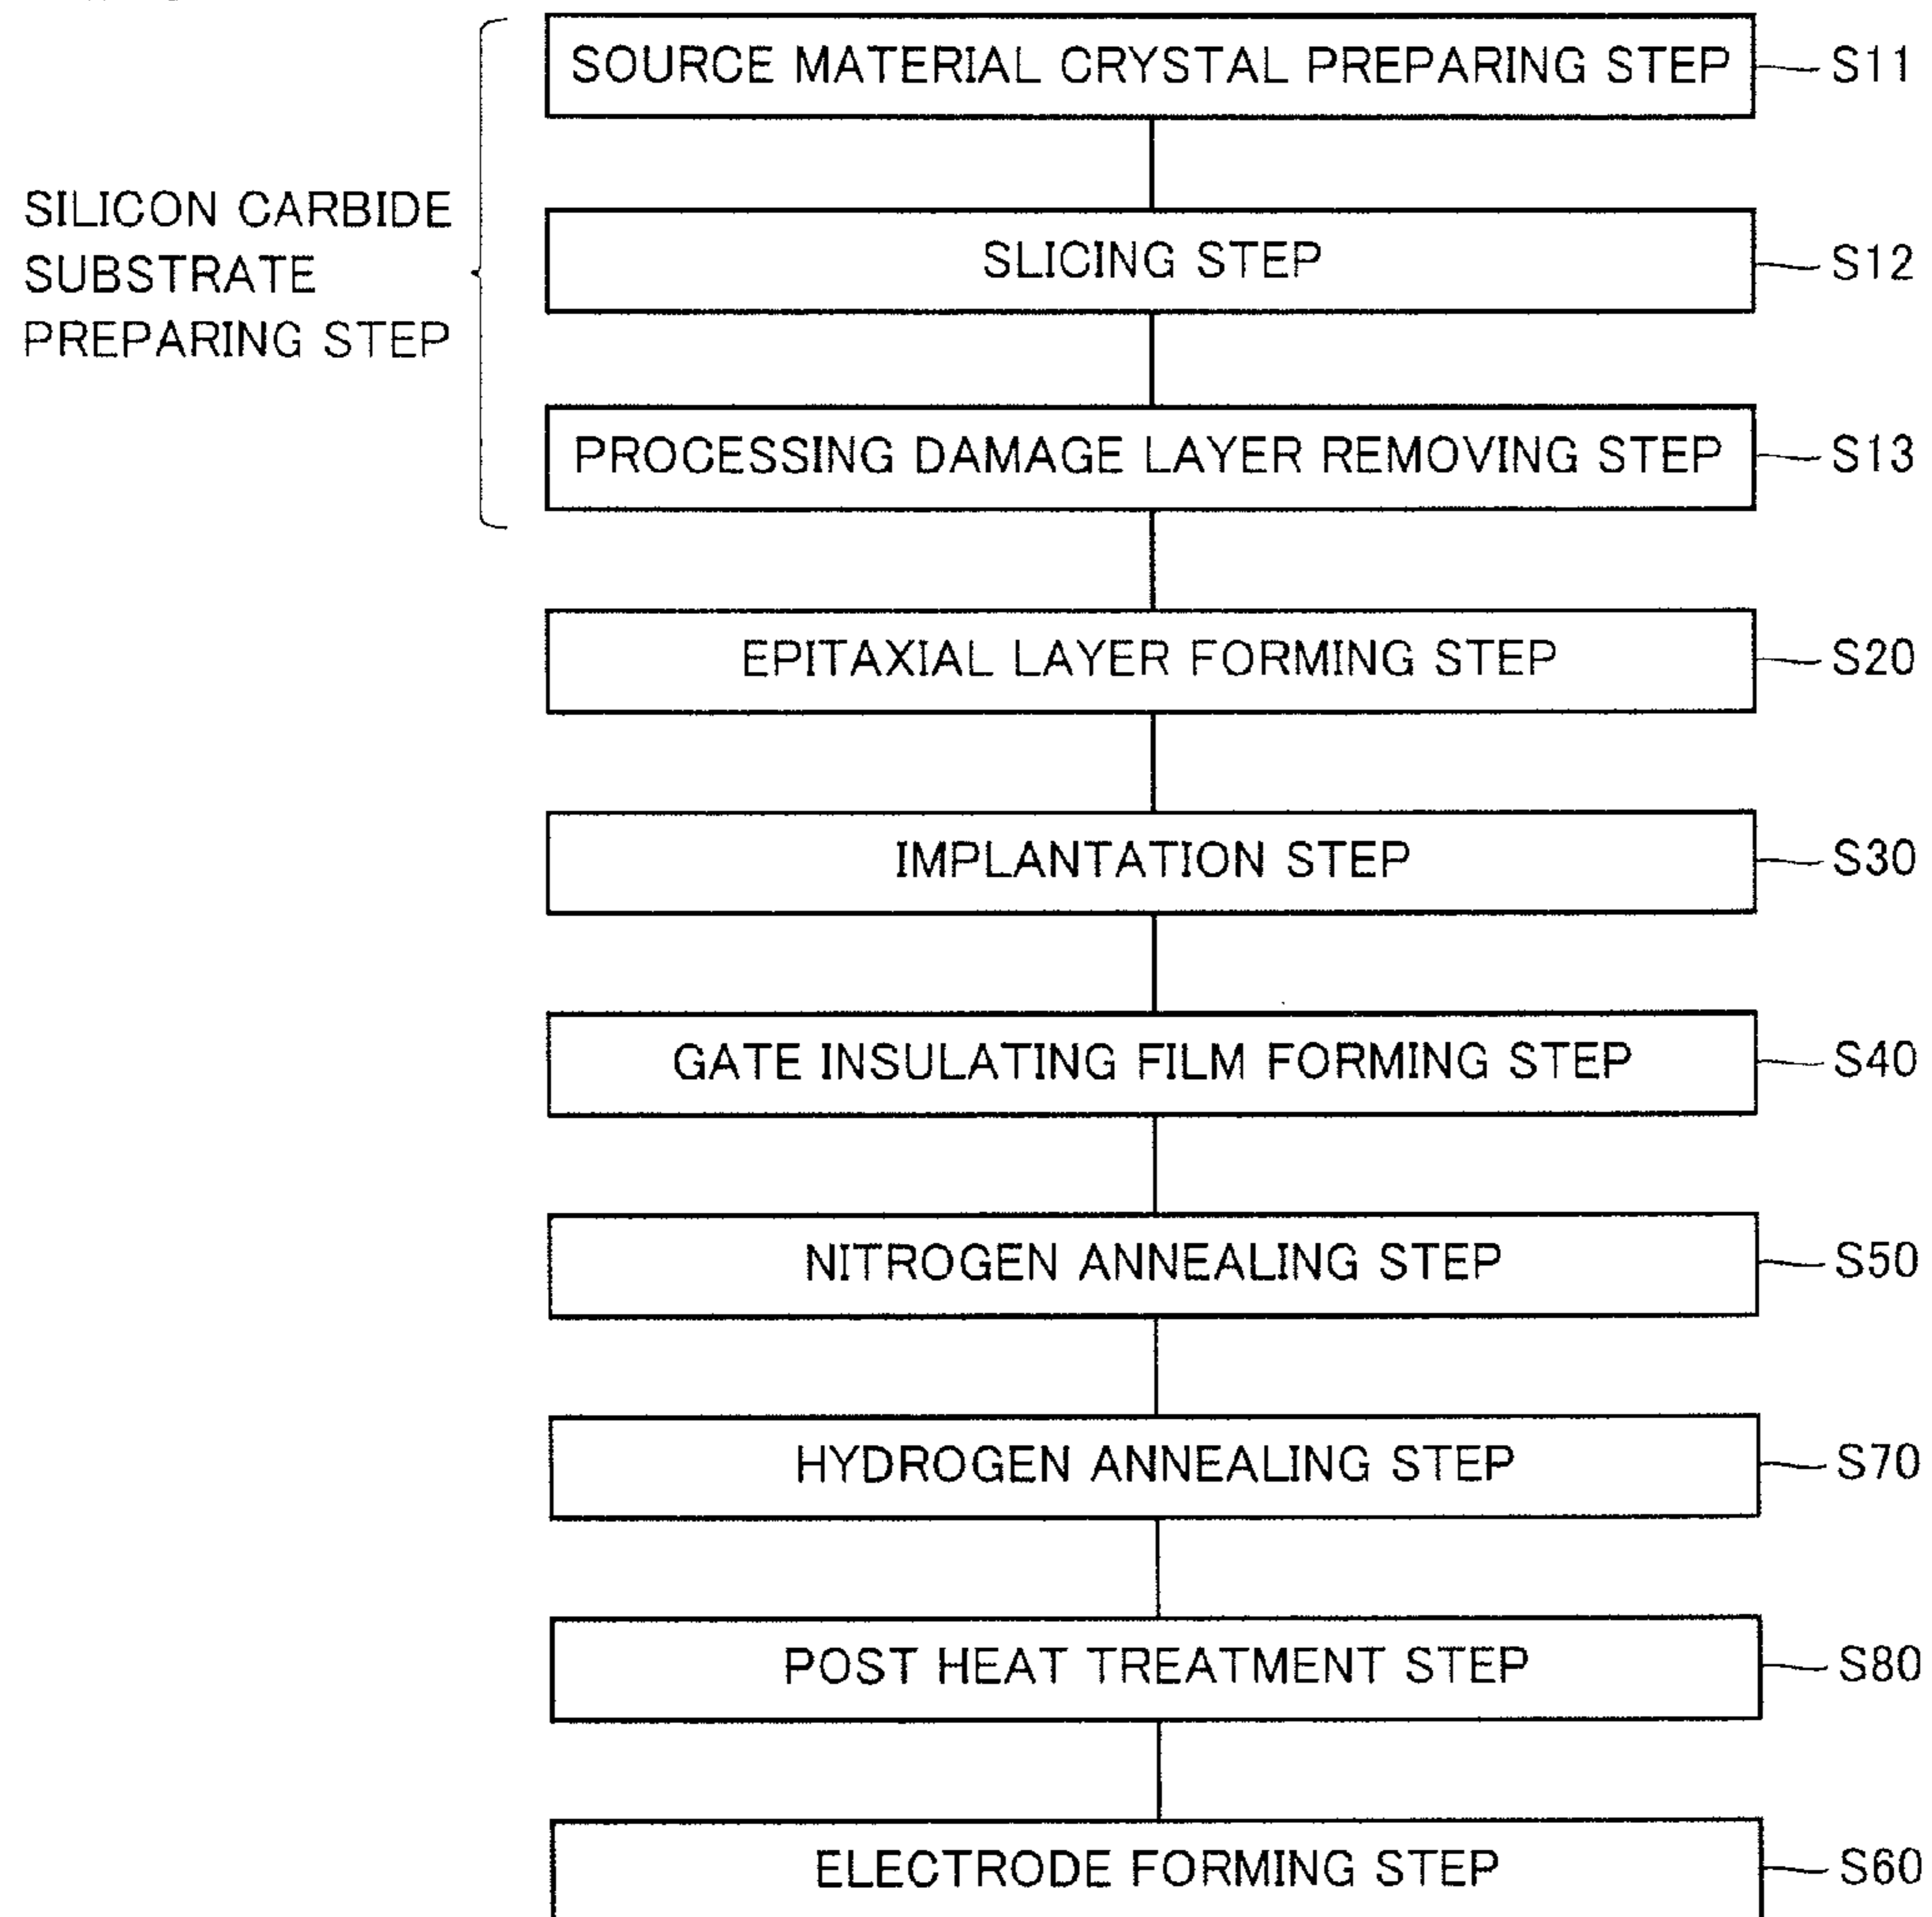 SOURCE MATERIAL CRYSTAL PREPARING STEP S11
SILICON CARBIDE
SUBSTRATE
PREPARING STEP
SLICING STEP S12
PROCESSING DAMAGE LAYER REMOVING STEP S13
EPITAXIAL LAYER FORMING STEP S20
IMPLANTATION STEP S30
GATE INSULATING FILM FORMING STEP S40
NITROGEN ANNEALING STEP S50
HYDROGEN ANNEALING STEP S70
POST HEAT TREATMENT STEP S80
ELECTRODE FORMING STEP S60